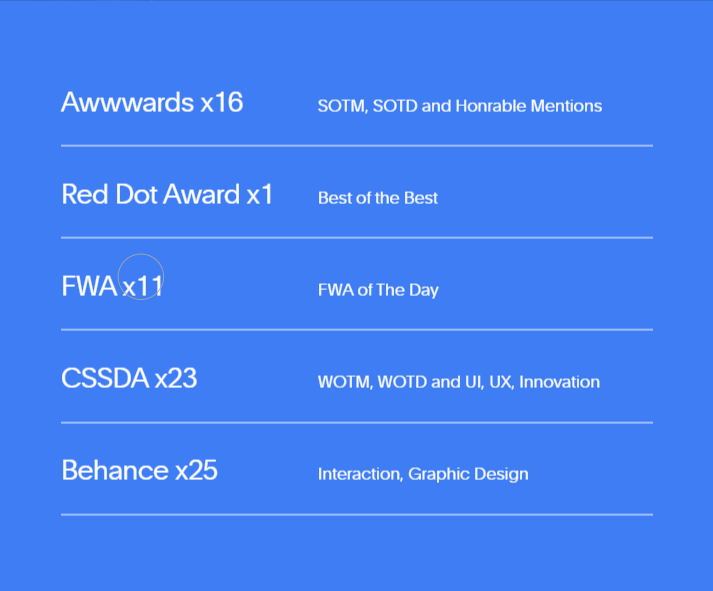 Awwwards x16
SOTM, SOTD and Honrable Mentions
Red Dot Award x1
Best of the Best
FWA x11
FWA of The Day
CSSDA x23
WOTM, WOTD and UI, UX, Innovation
Behance x25
Interaction, Graphic Design